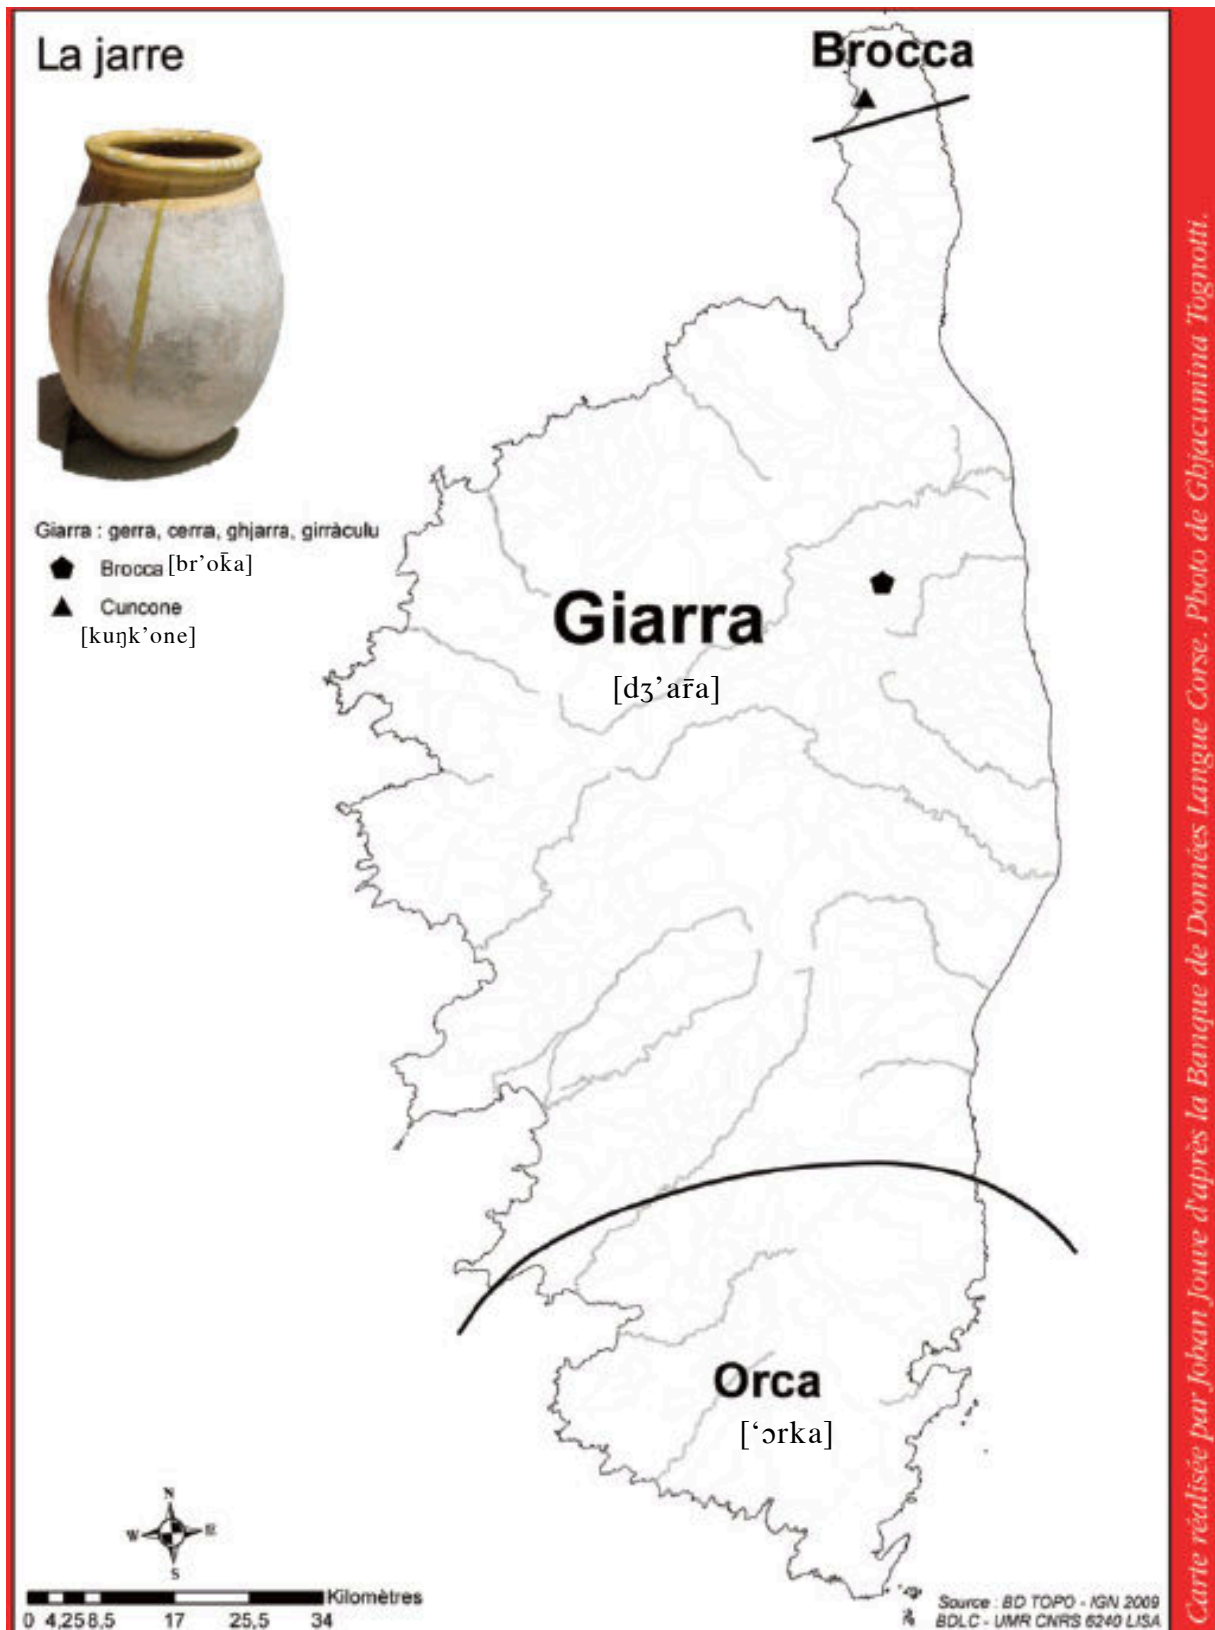 La jarre
Brocca
Giarra : gerra, cerra, ghjarra, girràculu
Brocca [br’ok̄a]
Cuncone
[kuŋk’one]
Giarra
[dʒ’ar̄a]
Orca
[‘ɔrka]
N
W E
S
Kilomètres
0 4,25 8,5 17 25,5 34
Source : BD TOPO - IGN 2009
BDLC - UMR CNRS 6240 LISA
Carte réalisée par Joban Jouve d'après la Banque de Données Langue Corse. Photo de Ghjacumina Tognotti.